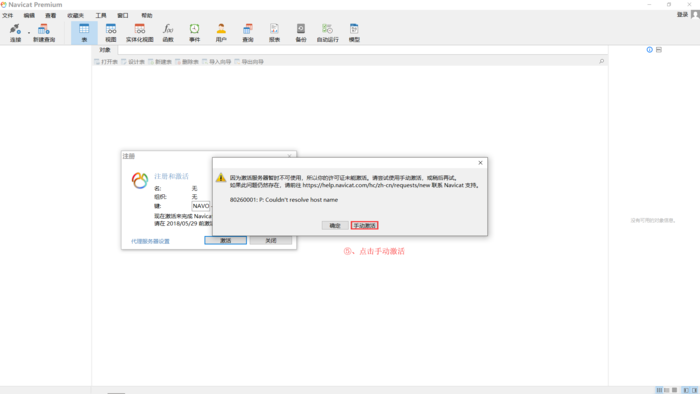 Navicat Premium
文件 编辑 查看 收藏夹 工具 窗口 帮助
登录
连接 新建查询 表 视图 实体化视图 函数 事件 用户 查询 报表 备份 自动运行 模型
对象
打开表 设计表 新建表 删除表 导入向导 导出向导
注册
注册和激活
名: 无
组织: 无
键: NAVO
现在激活来完成 Navica
请在 2018/05/29 前激
代理服务器设置 激活 关闭
因为激活服务器暂时不可使用，所以你的许可证未能激活。请尝试使用手动激活，或稍后再试。
如果此问题仍然存在，请前往 https://help.navicat.com/hc/zh-cn/requests/new 联系 Navicat 支持。
80260001: P: Couldn't resolve host name
确定 手动激活
、点击手动激活
没有可用的对象信息。